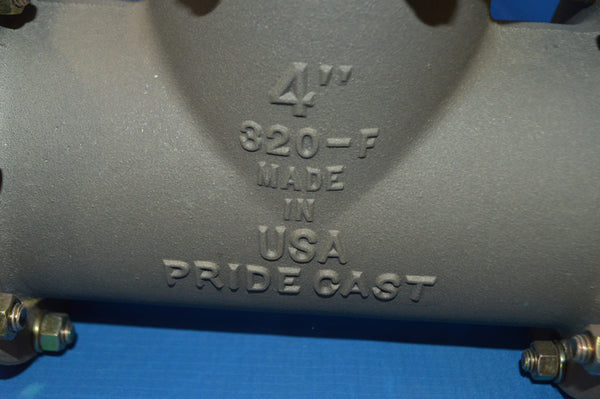 4"
320-F
MADE
IN
USA
PRIDE CAST